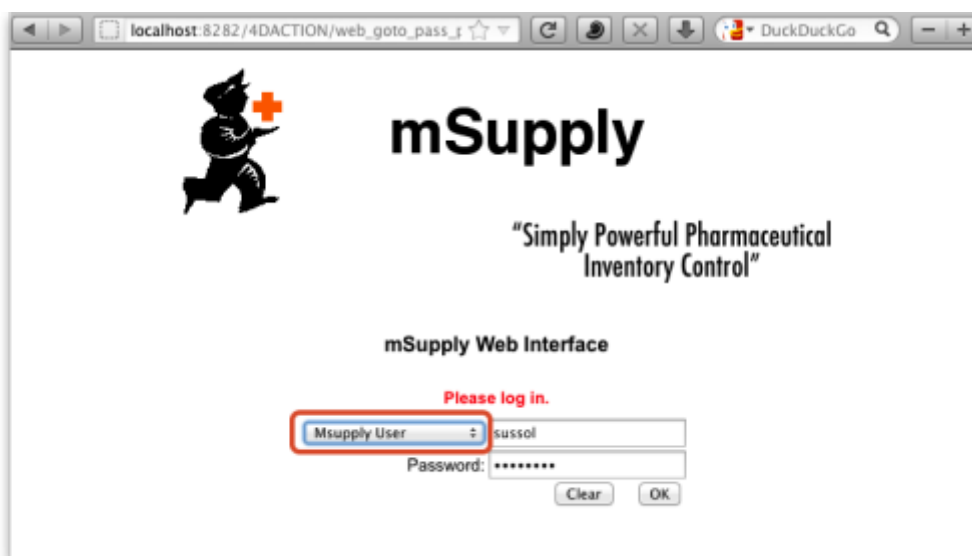 localhost:8282/4DACTION/web_goto_pass_
DuckDuckGo
mSupply
"Simply Powerful Pharmaceutical
Inventory Control"
mSupply Web Interface
Please log in.
Msupply User sussol
Password: ••••••••
Clear OK